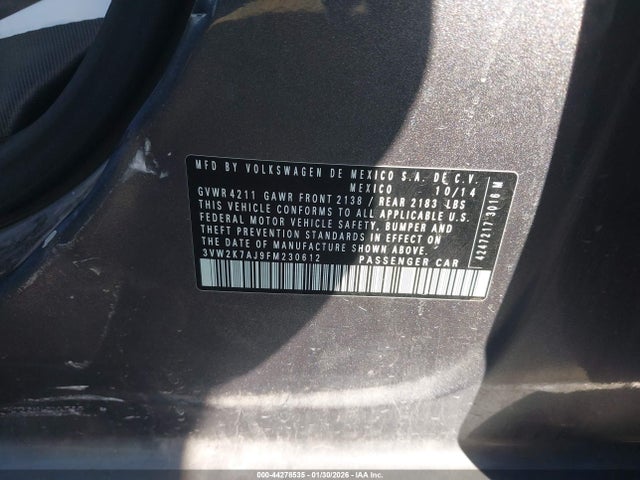 MFD BY VOLKSWAGEN DE MEXICO S.A. DE C.V.
MEXICO 10/14
GVWR 4211 GAWR FRONT 2138 / REAR 2183 LBS
THIS VEHICLE CONFORMS TO ALL APPLICABLE U.S.
FEDERAL MOTOR VEHICLE SAFETY, BUMPER AND
THEFT PREVENTION STANDARDS IN EFFECT ON
THE DATE OF MANUFACTURE SHOWN ABOVE.
3VW2K7AJ9FM230612 PASSENGER CAR
4247217 3016 M
000-44278535 - 01/30/2026 - IAA Inc.